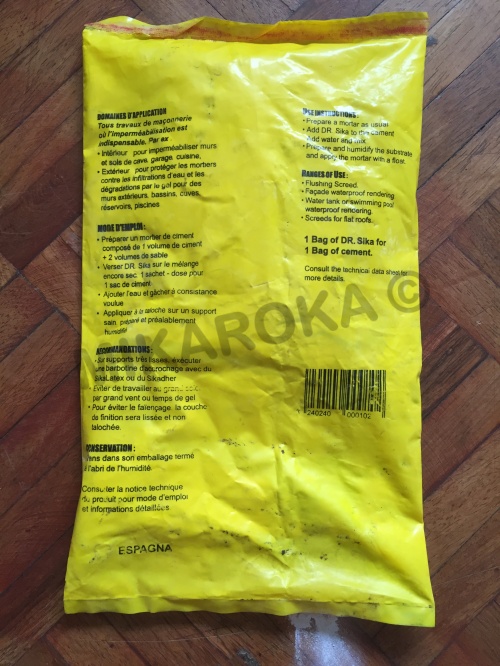 DOMAINES D'APPLICATION
Tous travaux de maçonnerie
où l'Imperméabilisation est
indispensable. Par ex
• Intérieur pour imperméabiliser murs
et sols de cave, garage, cuisine,
• Extérieur pour protéger les mortiers
contre les infiltrations d'eau et les
dégradations par le gel pour des
murs extérieurs, bassins, cuves,
réservoirs, piscines
MODE D'EMPLOI :
• Préparer un mortier de ciment
composé de 1 volume de ciment
+ 2 volumes de sable
• Verser DR. Sika sur le mélange
encore sec. 1 sachet - dose pour
1 sac de ciment
• Ajouter l'eau et gâcher à consistance
voulue
• Appliquer à la taloche sur un support
sain, préparé et préalablement
humidifié
RECOMMANDATIONS :
• Sur supports très lisses, exécuter
une barbotine d'accrochage avec du
SikaLatex ou du Sikadher
• Eviter de travailler au grand
par grand vent ou temps de gel
• Pour éviter le faïençage, la couche
de finition sera lissée et non
talochée.
CONSERVATION :
dans son emballage fermé
à l'abri de l'humidité
Consulter la notice technique
du produit pour mode d'emploi
et informations détaillées
ESPAGNA
USE INSTRUCTIONS :
• Prepare a mortar as usual
• Add DR. Sika to the cement
Add water and mix
• Prepare and humidify the substrate
and apply the mortar with a float.
RANGES OF USE :
• Flushing Screed.
• Façade waterproof rendering
• Water tank or swimming pool
waterproof rendering.
• Screeds for flat roofs.
1 Bag of DR. Sika for
1 Bag of cement.
Consult the technical data sheet for
more details.
240240 000102
KAROKA ©